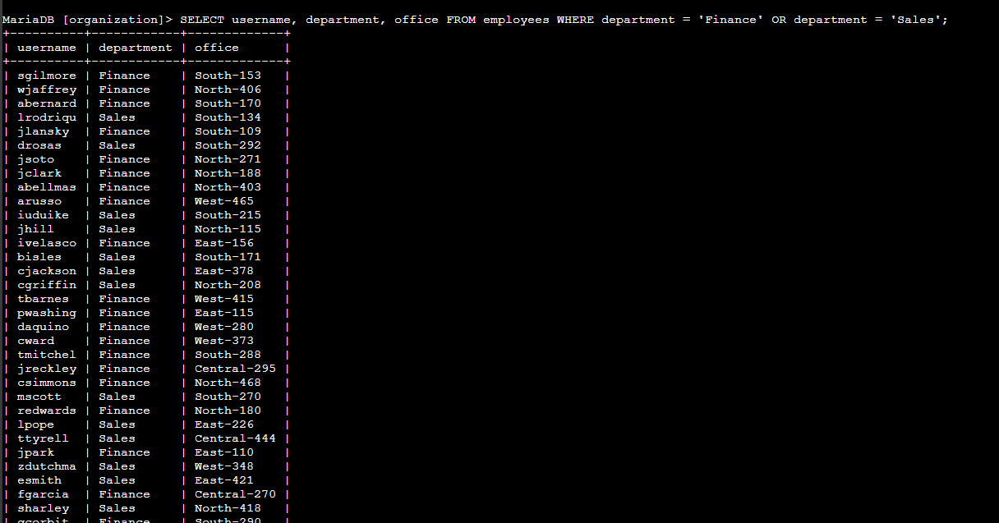 MariaDB [organization]> SELECT username, department, office FROM employees WHERE department = 'Finance' OR department = 'Sales';
+----------+------------+-------------+
| username | department | office      |
+----------+------------+-------------+
| sgilmore | Finance    | South-153   |
| wjaffrey | Finance    | North-406   |
| abernard | Finance    | South-170   |
| lrodriqu | Sales      | South-134   |
| jlansky  | Finance    | South-109   |
| drosas   | Sales      | South-292   |
| jsoto    | Finance    | North-271   |
| jclark   | Finance    | North-188   |
| abellmas | Finance    | North-403   |
| arusso   | Finance    | West-465    |
| iuduike  | Sales      | South-215   |
| jhill    | Sales      | North-115   |
| ivelasco | Finance    | East-156    |
| bisles   | Sales      | South-171   |
| cjackson | Sales      | East-378    |
| cgriffin | Sales      | North-208   |
| tbarnes  | Finance    | West-415    |
| pwashing | Finance    | East-115    |
| daquino  | Finance    | West-280    |
| cward    | Finance    | West-373    |
| tmitchel | Finance    | South-288   |
| jreckley | Finance    | Central-295 |
| csimmons | Finance    | North-468   |
| mscott   | Sales      | South-270   |
| redwards | Finance    | North-180   |
| lpope    | Sales      | East-226    |
| ttyrell  | Sales      | Central-444 |
| jpark    | Finance    | East-110    |
| zdutchma | Sales      | West-348    |
| esmith   | Sales      | East-421    |
| fgarcia  | Finance    | Central-270 |
| sharley  | Sales      | North-418   |
| gcorbit  | Finance    | South-290   |